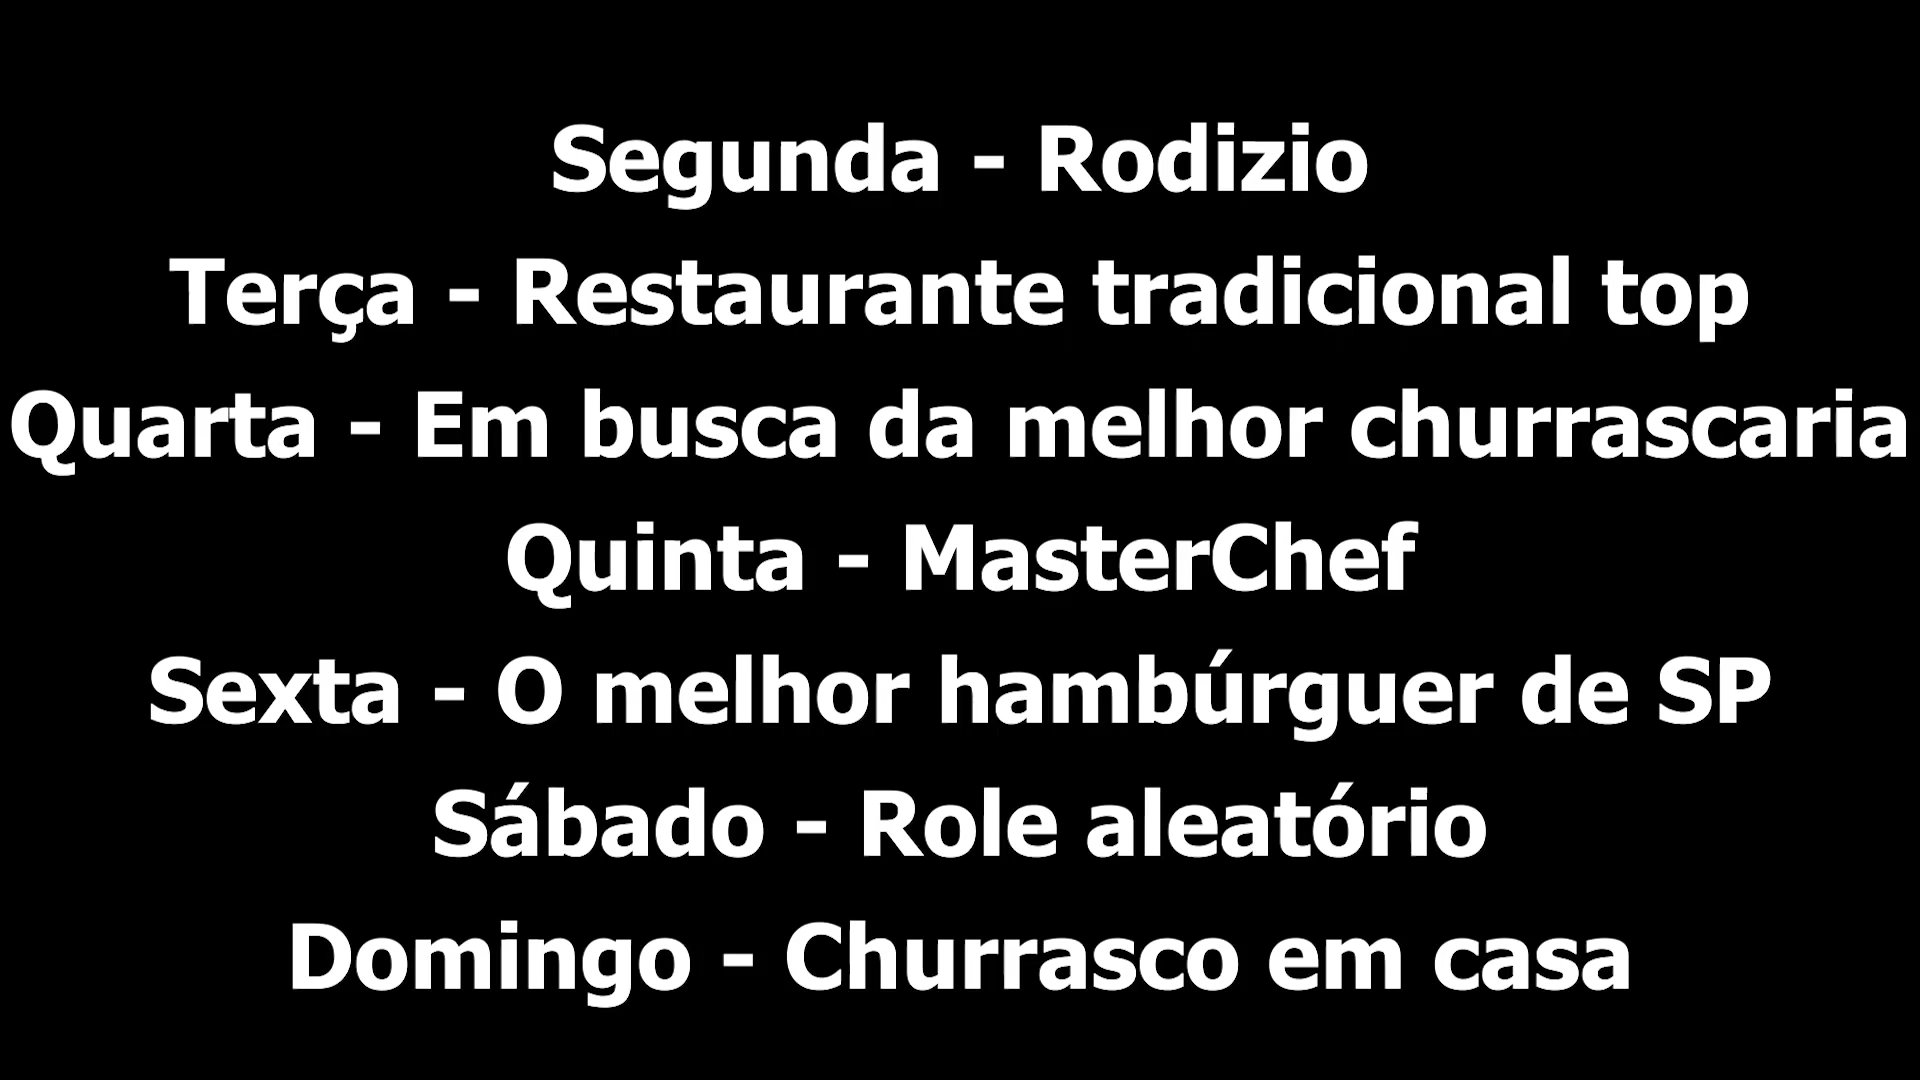 Segunda - Rodizio
Terça - Restaurante tradicional top
Quarta - Em busca da melhor churrascaria
Quinta - MasterChef
Sexta - O melhor hambúrguer de SP
Sábado - Role aleatório
Domingo - Churrasco em casa